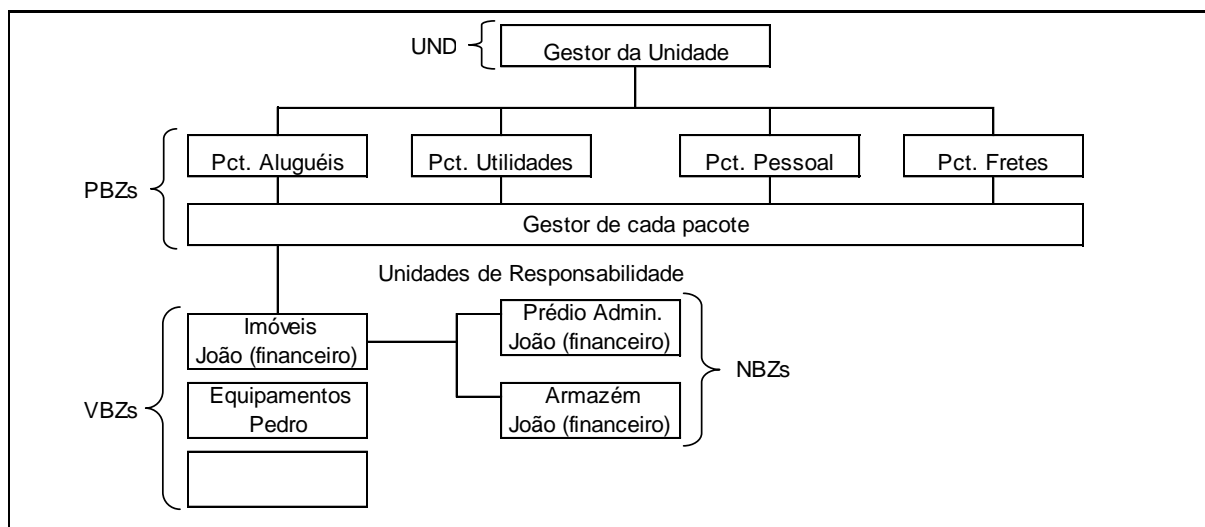 UND
Gestor da Unidade
Pct. Aluguéis
Pct. Utilidades
Pct. Pessoal
Pct. Fretes
PBZs
Gestor de cada pacote
Unidades de Responsabilidade
Imóveis
João (financeiro)
Prédio Admin.
João (financeiro)
NBZs
VBZs
Equipamentos
Pedro
Armazém
João (financeiro)